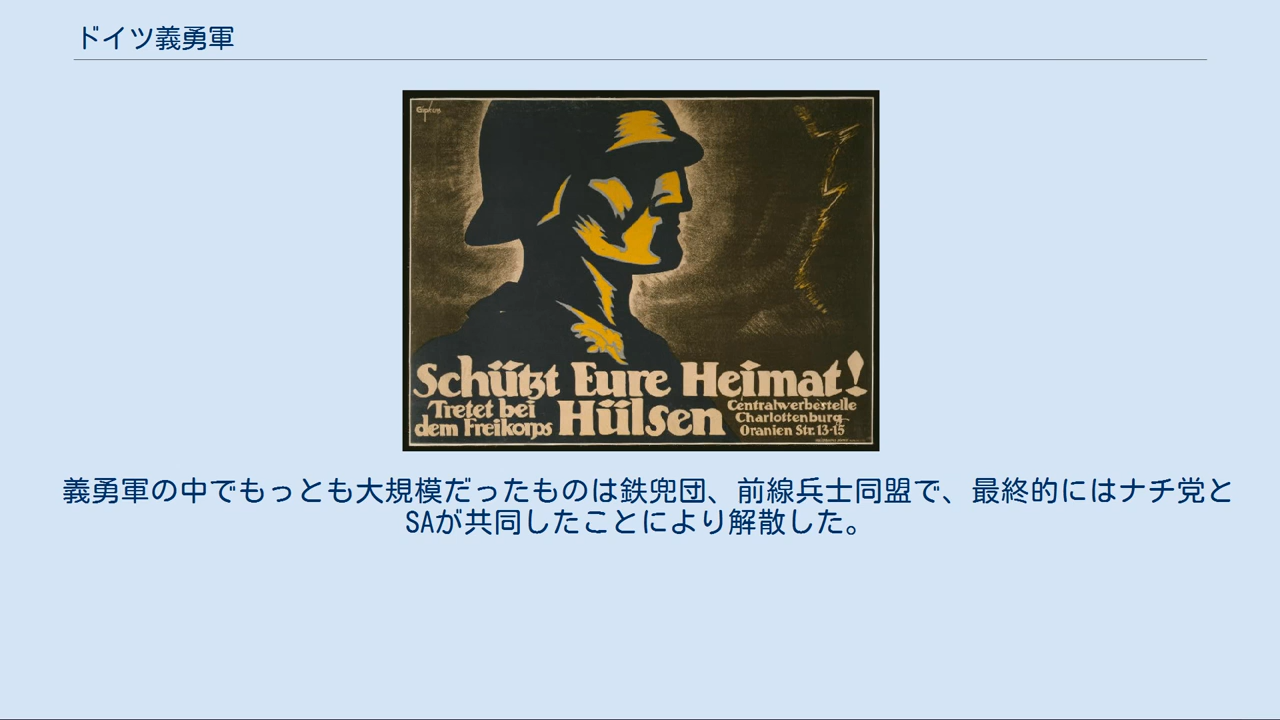 ドイツ義勇軍
Schützt Eure Heimat!
Tretet bei
dem Freikorps Hülsen
Centralwerbestelle
Charlottenburg
Oranien Str. 13-15
義勇軍の中でもっとも大規模だったものは鉄兜団、前線兵士同盟で、最終的にはナチ党と
SAが共同したことにより解散した。